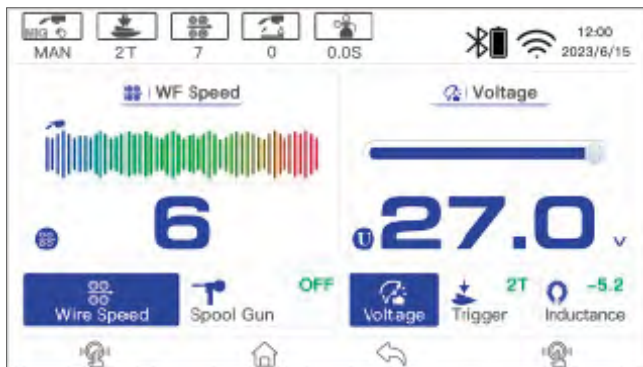 MIG
MAN 2T 7 0 0.0S
12:00
2023/6/15
WF Speed
Voltage
6
U 27.0 V
Wire Speed
Spool Gun OFF
Voltage
Trigger 2T
Inductance -5.2